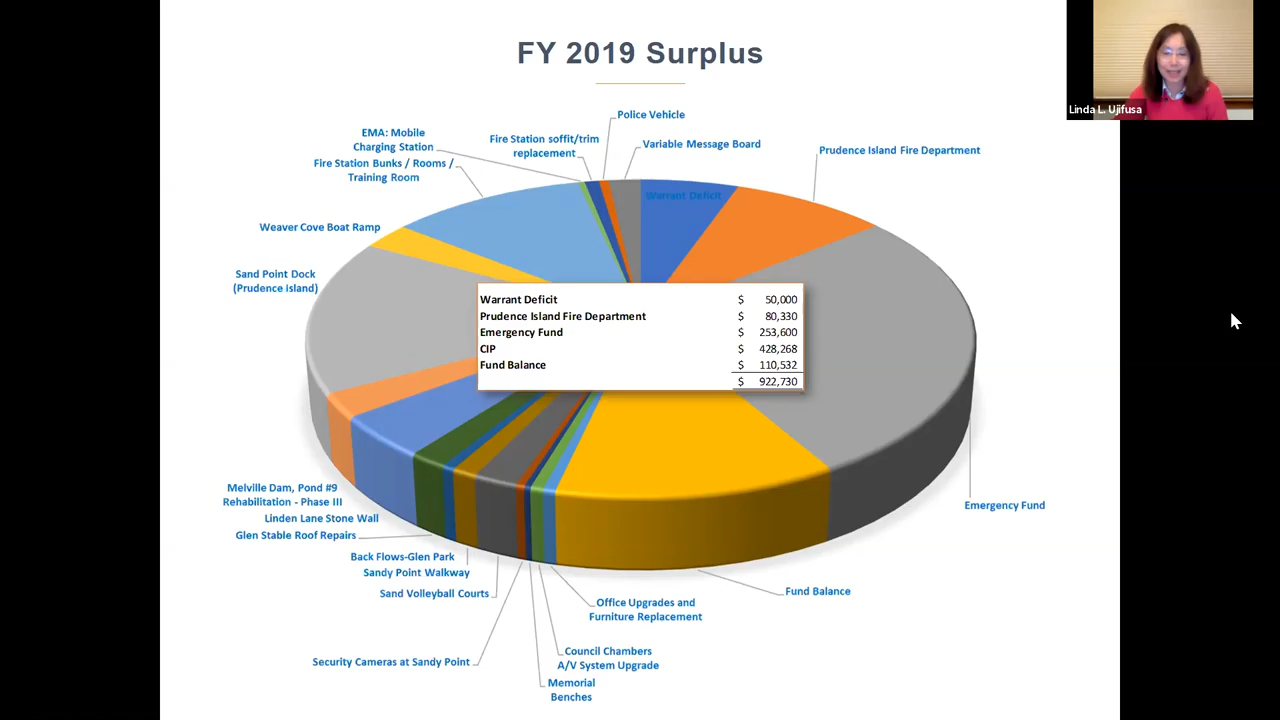 FY 2019 Surplus
Linda L. Ujifusa
Police Vehicle
EMA: Mobile
Charging Station
Fire Station soffit/trim
replacement
Variable Message Board
Prudence Island Fire Department
Fire Station Bunks / Rooms /
Training Room
Warrant Deficit
Weaver Cove Boat Ramp
Sand Point Dock
(Prudence island)
Warrant Deficit $ 50,000
Prudence Island Fire Department $ 80,330
Emergency Fund $ 253,600
CIP $ 428,268
Fund Balance $ 110,532
$ 922,730
Melville Dam, Pond #9
Rehabilitation - Phase III
Linden Lane Stone Wall
Glen Stable Roof Repairs
Back Flows-Glen Park
Sandy Point Walkway
Sand Volleyball Courts
Emergency Fund
Fund Balance
Office Upgrades and
Furniture Replacement
Security Cameras at Sandy Point
Council Chambers
A/V System Upgrade
Memorial
Benches